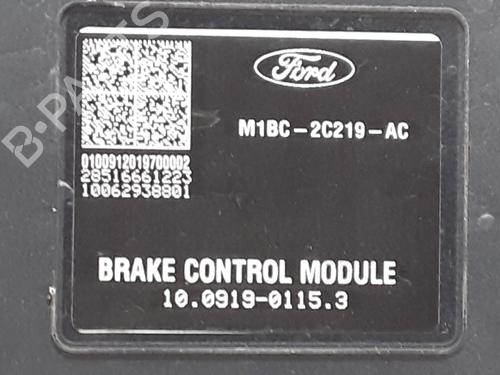 Ford
M1BC-2C219-AC
0100912019700002
28516661223
10062938801
BRAKE CONTROL MODULE
10.0919-0115.3
B-PARTS